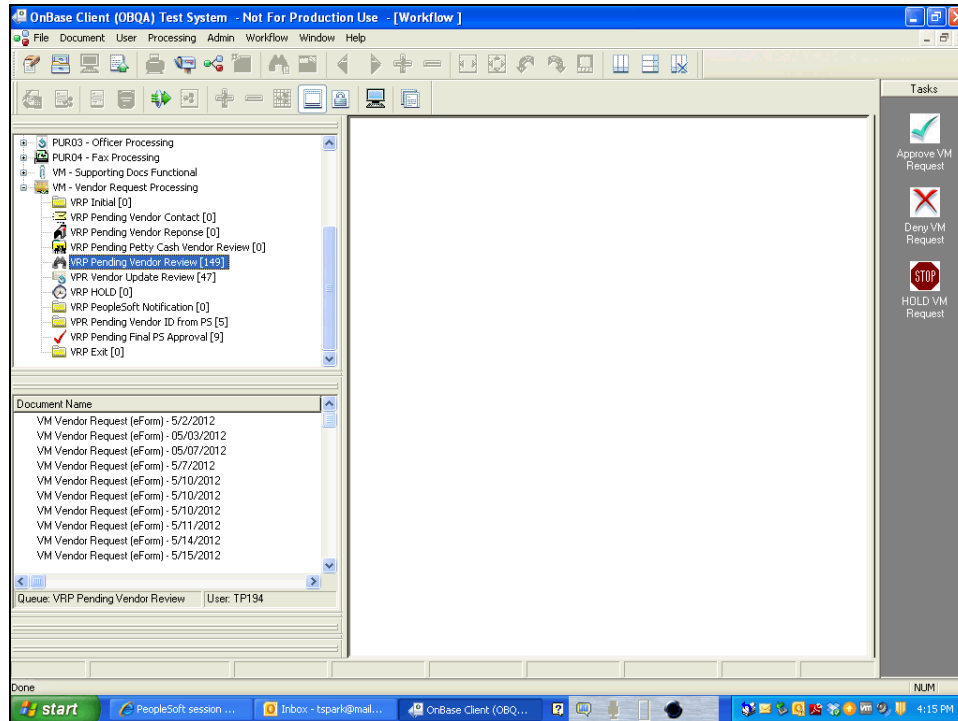 OnBase Client (OBQA) Test System - Not For Production Use - [Workflow ]
File Document User Processing Admin Workflow Window Help
Tasks
Approve VM
Request
Deny VM
Request
STOP
HOLD VM
Request
PUR03 - Officer Processing
PUR04 - Fax Processing
VM - Supporting Docs Functional
VM - Vendor Request Processing
VRP Initial [0]
VRP Pending Vendor Contact [0]
VRP Pending Vendor Reponse [0]
VRP Pending Petty Cash Vendor Review [0]
VRP Pending Vendor Review [149]
VPR Vendor Update Review [47]
VRP HOLD [0]
VRP PeopleSoft Notification [0]
VPR Pending Vendor ID from PS [5]
VRP Pending Final PS Approval [9]
VRP Exit [0]
Document Name
VM Vendor Request (eForm) - 5/2/2012
VM Vendor Request (eForm) - 05/03/2012
VM Vendor Request (eForm) - 05/07/2012
VM Vendor Request (eForm) - 5/7/2012
VM Vendor Request (eForm) - 5/10/2012
VM Vendor Request (eForm) - 5/10/2012
VM Vendor Request (eForm) - 5/10/2012
VM Vendor Request (eForm) - 5/11/2012
VM Vendor Request (eForm) - 5/14/2012
VM Vendor Request (eForm) - 5/15/2012
Queue: VRP Pending Vendor Review User: TP194
Done NUM
start PeopleSoft session ... Inbox - tspark@mail... OnBase Client (OBQ... 4:15 PM